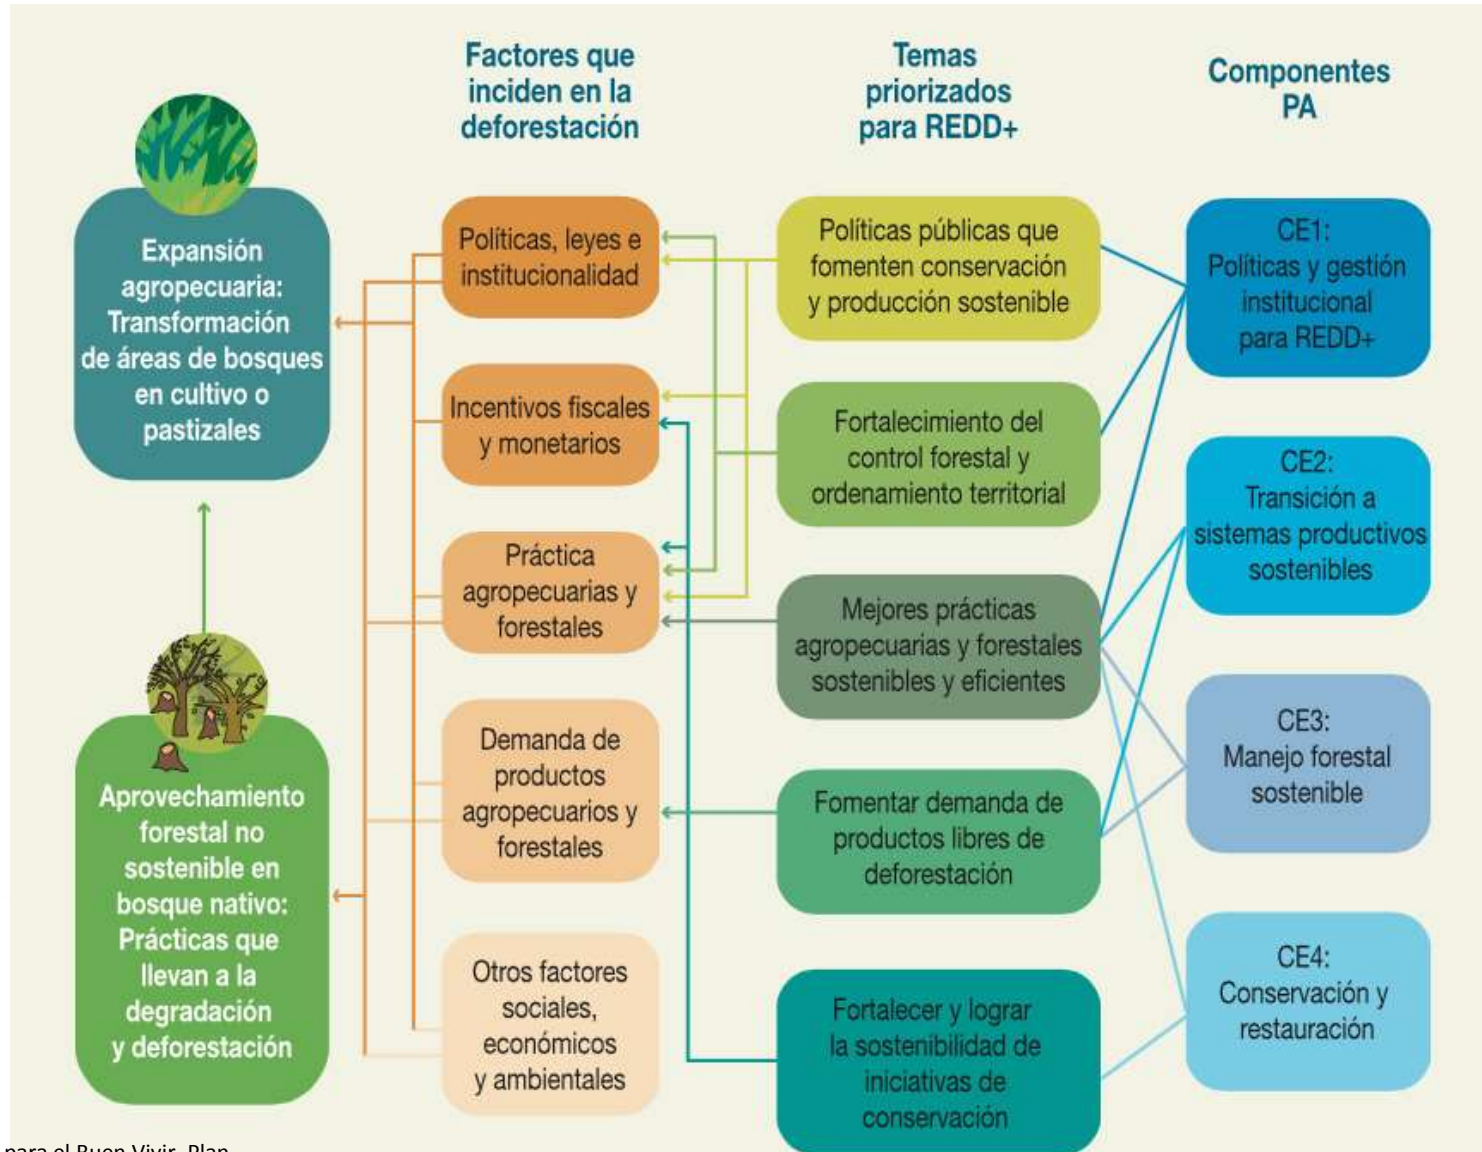 Factores que
inciden en la
deforestación
Temas
priorizados
para REDD+
Componentes
PA
Expansión
agropecuaria:
Transformación
de áreas de bosques
en cultivo o
pastizales
Aprovechamiento
forestal no
sostenible en
bosque nativo:
Prácticas que
llevan a la
degradación
y deforestación
Políticas, leyes e
institucionalidad
Incentivos fiscales
y monetarios
Práctica
agropecuarias y
forestales
Demanda de
productos
agropecuarios y
forestales
Otros factores
sociales,
económicos
y ambientales
Políticas públicas que
fomenten conservación
y producción sostenible
Fortalecimiento del
control forestal y
ordenamiento territorial
Mejores prácticas
agropecuarias y forestales
sostenibles y eficientes
Fomentar demanda de
productos libres de
deforestación
Fortalecer y lograr
la sostenibilidad de
iniciativas de
conservación
CE1:
Políticas y gestión
institucional
para REDD+
CE2:
Transición a
sistemas productivos
sostenibles
CE3:
Manejo forestal
sostenible
CE4:
Conservación y
restauración
para el Buen Vivir. Plan